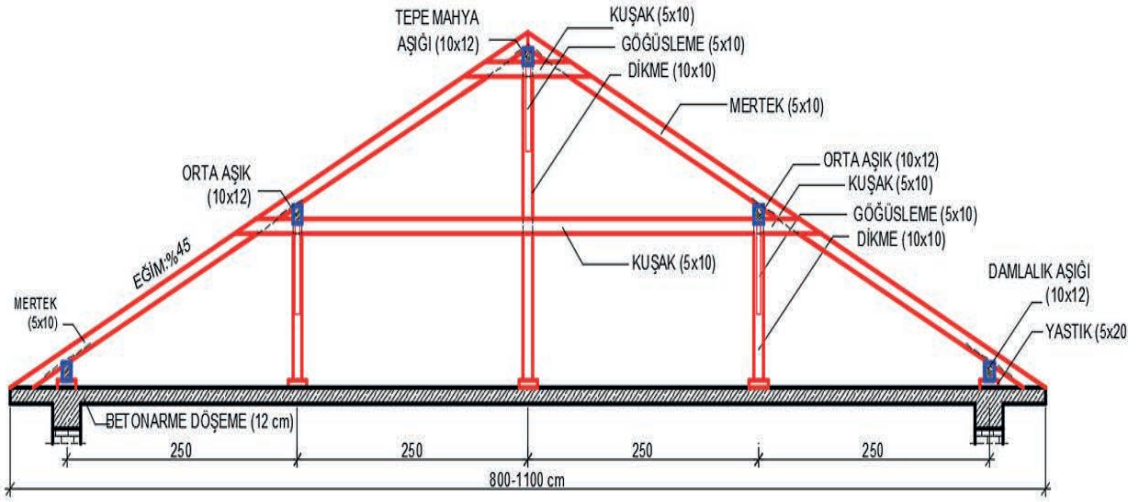 TEPE MAHYA
AŞIĞI (10x12)
KUŞAK (5x10)
GÖĞÜSLEME (5x10)
DİKME (10x10)
MERTEK (5x10)
ORTA AŞIK
(10x12)
ORTA AŞIK (10x12)
KUŞAK (5x10)
GÖĞÜSLEME (5x10)
DİKME (10x10)
EĞİM:%45
KUŞAK (5x10)
DAMLALIK AŞIĞI
(10x12)
MERTEK
(5x10)
YASTIK (5x20
BETONARME DÖŞEME (12 cm)
250
250
250
250
800-1100 cm